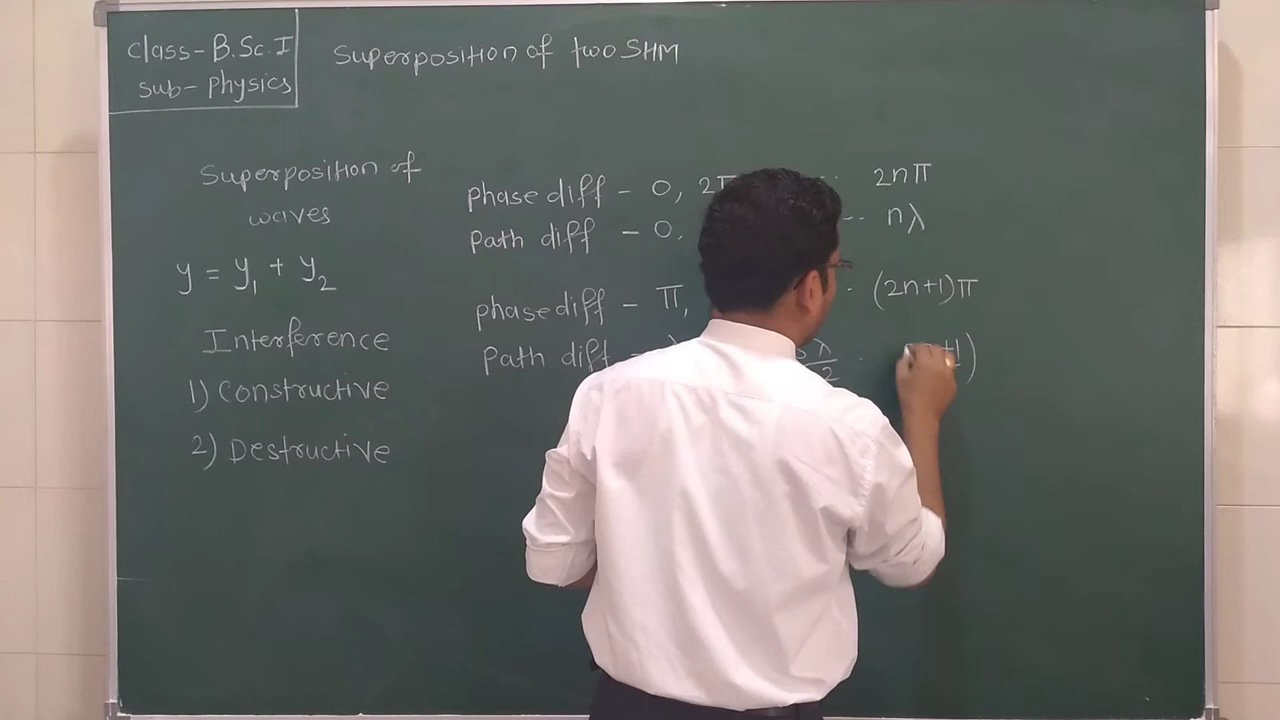 Class-B.Sc.I
Sub- Physics
Superposition of two SHM
Superposition of
waves
y = y₁ + y₂
Interference
1) Constructive
2) Destructive
phase diff - 0, 2π ·· 2nπ
Path diff - 0, ·· nλ
phase diff - π, · (2n+1)π
Path diff - λ/2 · +1)